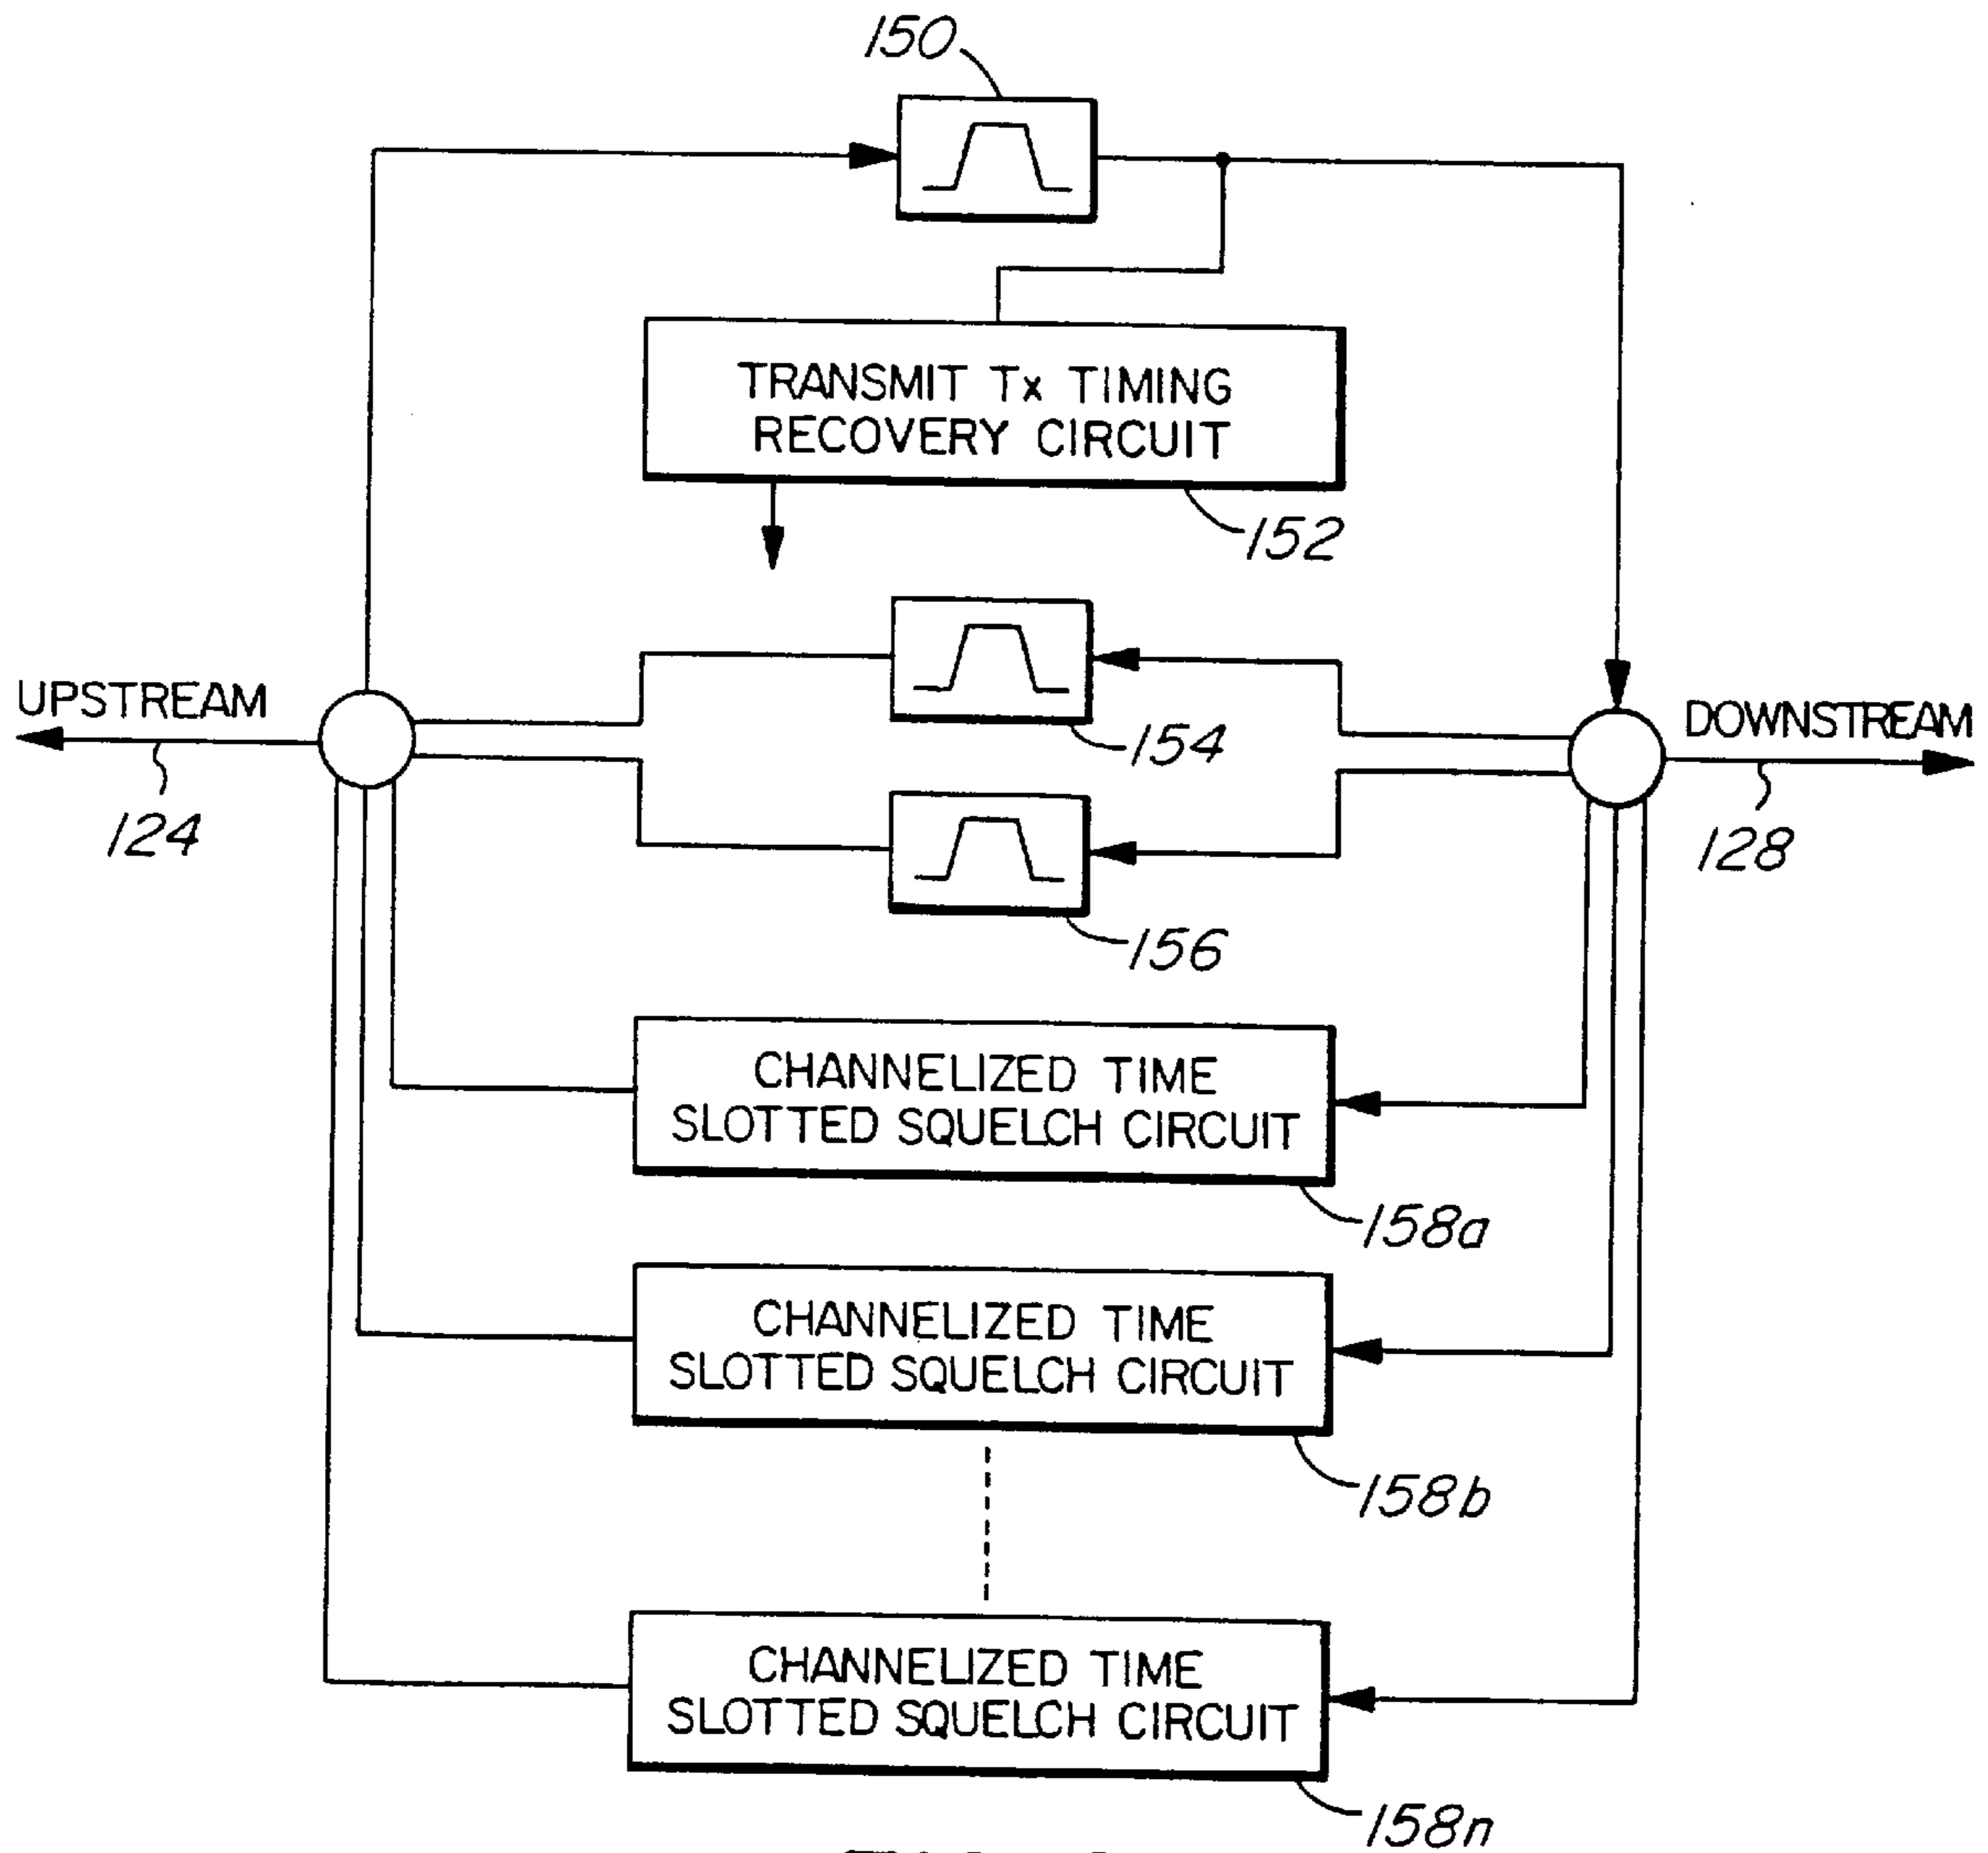 150
TRANSMIT Tx TIMING
RECOVERY CIRCUIT
152
UPSTREAM
DOWNSTREAM
154
124
128
156
CHANNELIZED TIME
SLOTTED SQUELCH CIRCUIT
158a
CHANNELIZED TIME
SLOTTED SQUELCH CIRCUIT
158b
CHANNELIZED TIME
SLOTTED SQUELCH CIRCUIT
158n